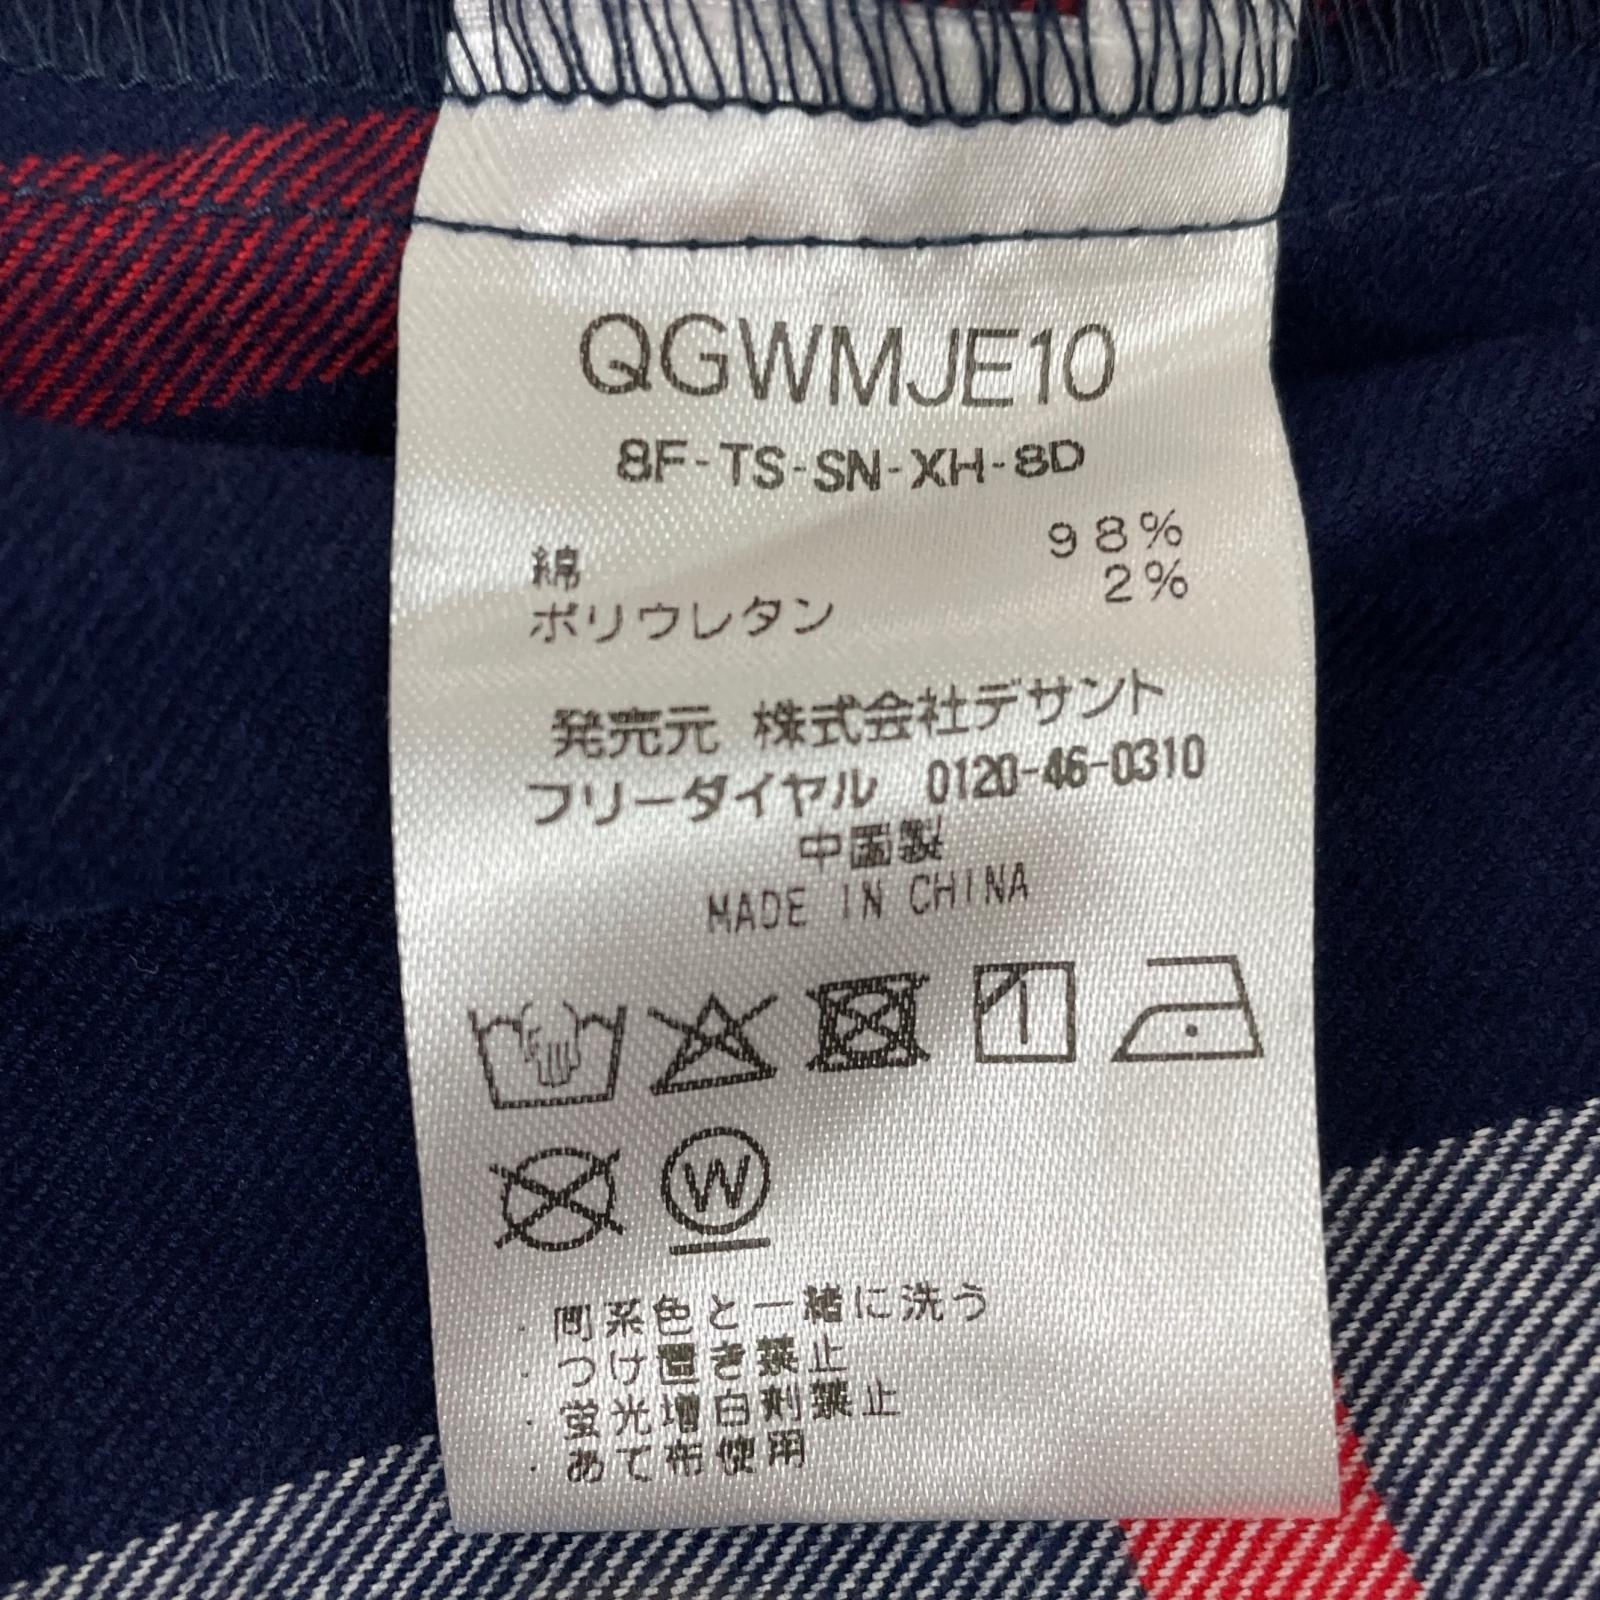 QGWMJE10
8F-TS-SN-XH-8D
綿 98%
ポリウレタン 2%
発売元 株式会社デサント
フリーダイヤル 0120-46-0310
中国製
MADE IN CHINA
W
・同系色と一緒に洗う
・つけ置き禁止
・蛍光増白剤禁止
・あて布使用